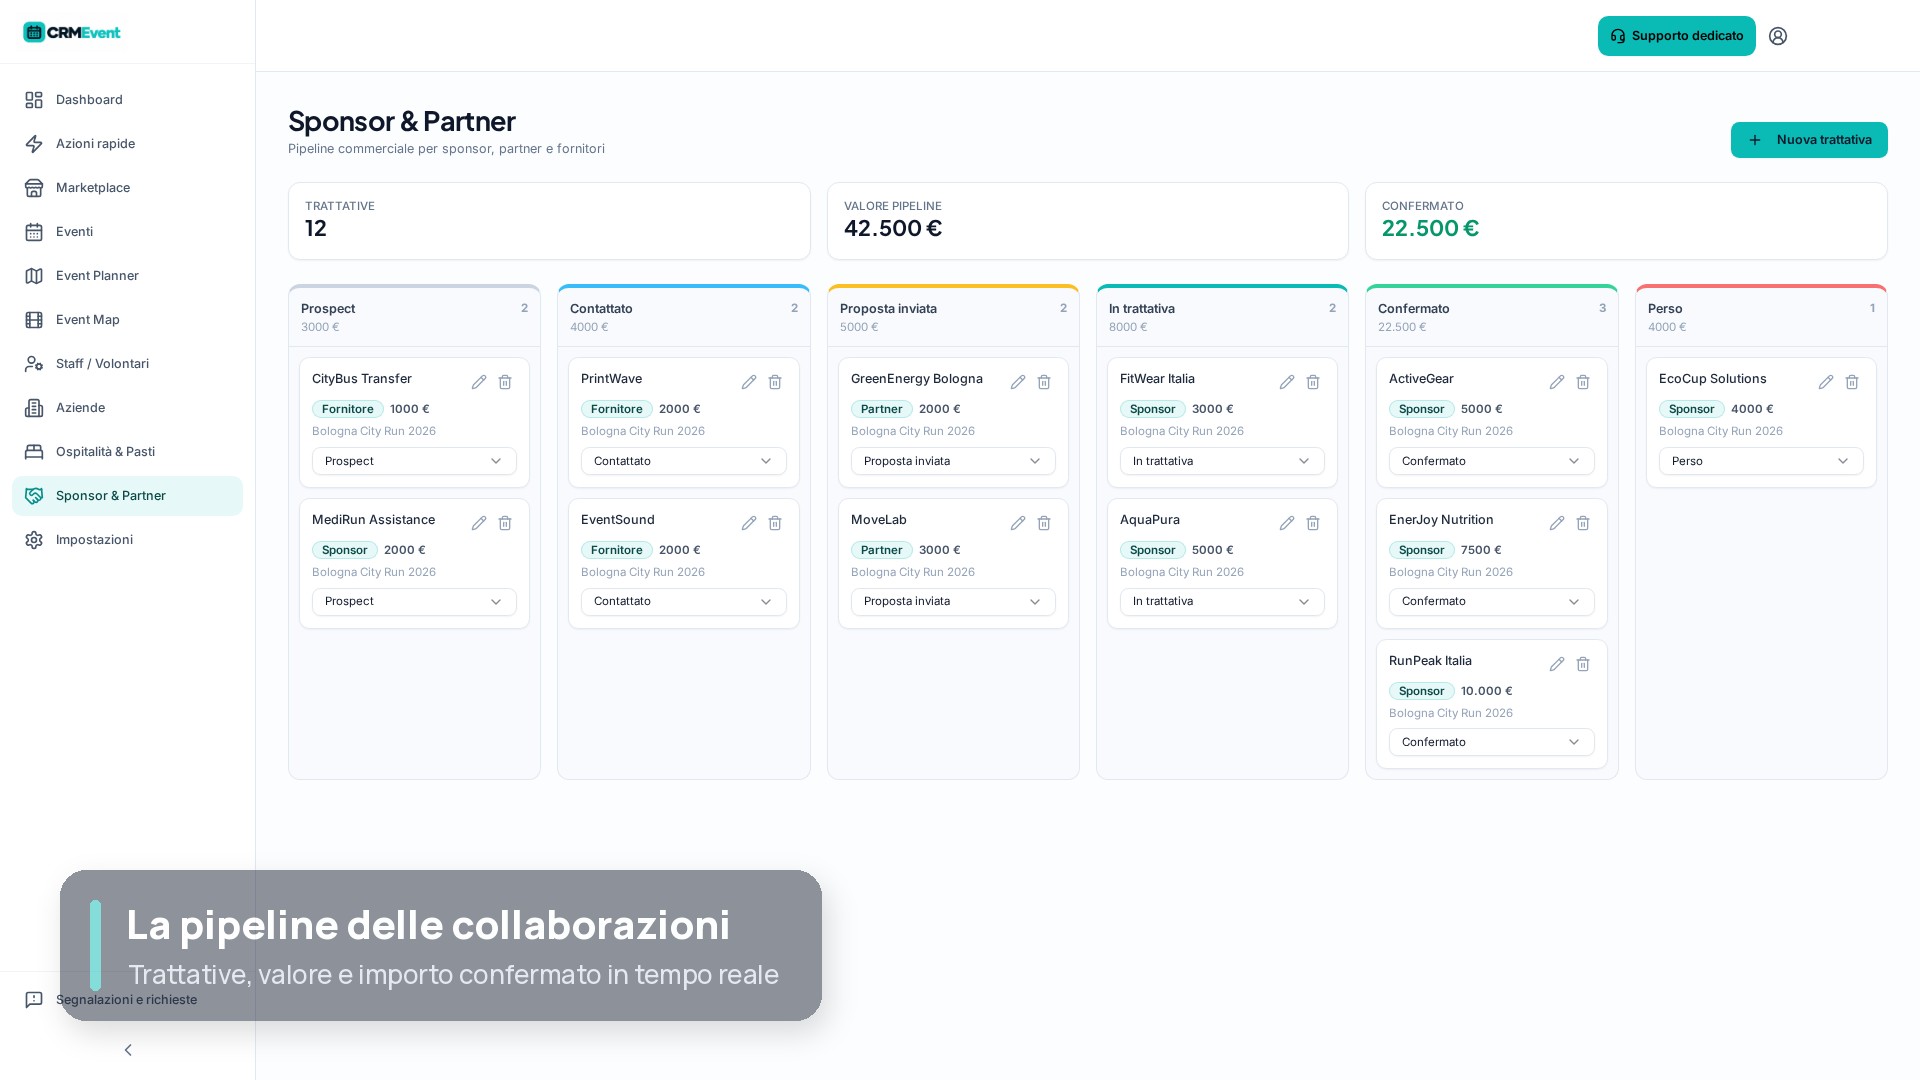 CRMEvent
Supporto dedicato
Dashboard
Azioni rapide
Marketplace
Eventi
Event Planner
Event Map
Staff / Volontari
Aziende
Ospitalità & Pasti
Sponsor & Partner
Impostazioni
Segnalazioni e richieste
Sponsor & Partner
Pipeline commerciale per sponsor, partner e fornitori
Nuova trattativa
TRATTATIVE
12
VALORE PIPELINE
42.500 €
CONFERMATO
22.500 €
Prospect 2
3000 €
CityBus Transfer
Fornitore 1000 €
Bologna City Run 2026
Prospect
MediRun Assistance
Sponsor 2000 €
Bologna City Run 2026
Prospect
Contattato 2
4000 €
PrintWave
Fornitore 2000 €
Bologna City Run 2026
Contattato
EventSound
Fornitore 2000 €
Bologna City Run 2026
Contattato
Proposta inviata 2
5000 €
GreenEnergy Bologna
Partner 2000 €
Bologna City Run 2026
Proposta inviata
MoveLab
Partner 3000 €
Bologna City Run 2026
Proposta inviata
In trattativa 2
8000 €
FitWear Italia
Sponsor 3000 €
Bologna City Run 2026
In trattativa
AquaPura
Sponsor 5000 €
Bologna City Run 2026
In trattativa
Confermato 3
22.500 €
ActiveGear
Sponsor 5000 €
Bologna City Run 2026
Confermato
EnerJoy Nutrition
Sponsor 7500 €
Bologna City Run 2026
Confermato
RunPeak Italia
Sponsor 10.000 €
Bologna City Run 2026
Confermato
Perso 1
4000 €
EcoCup Solutions
Sponsor 4000 €
Bologna City Run 2026
Perso
La pipeline delle collaborazioni
Trattative, valore e importo confermato in tempo reale